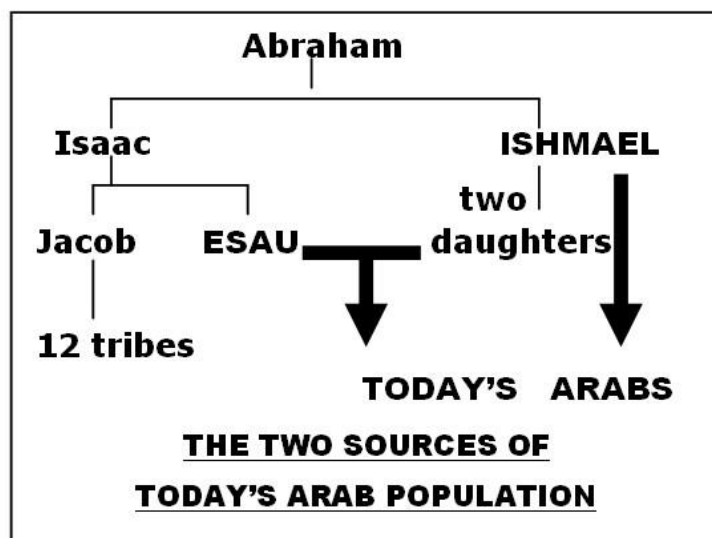 Abraham
Isaac ISHMAEL
two
Jacob ESAU daughters
12 tribes
TODAY'S ARABS
THE TWO SOURCES OF
TODAY'S ARAB POPULATION